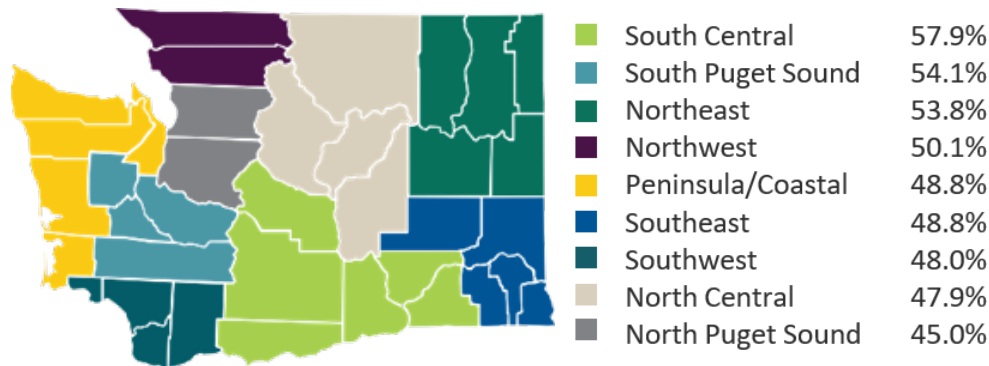 South Central 57.9%
South Puget Sound 54.1%
Northeast 53.8%
Northwest 50.1%
Peninsula/Coastal 48.8%
Southeast 48.8%
Southwest 48.0%
North Central 47.9%
North Puget Sound 45.0%